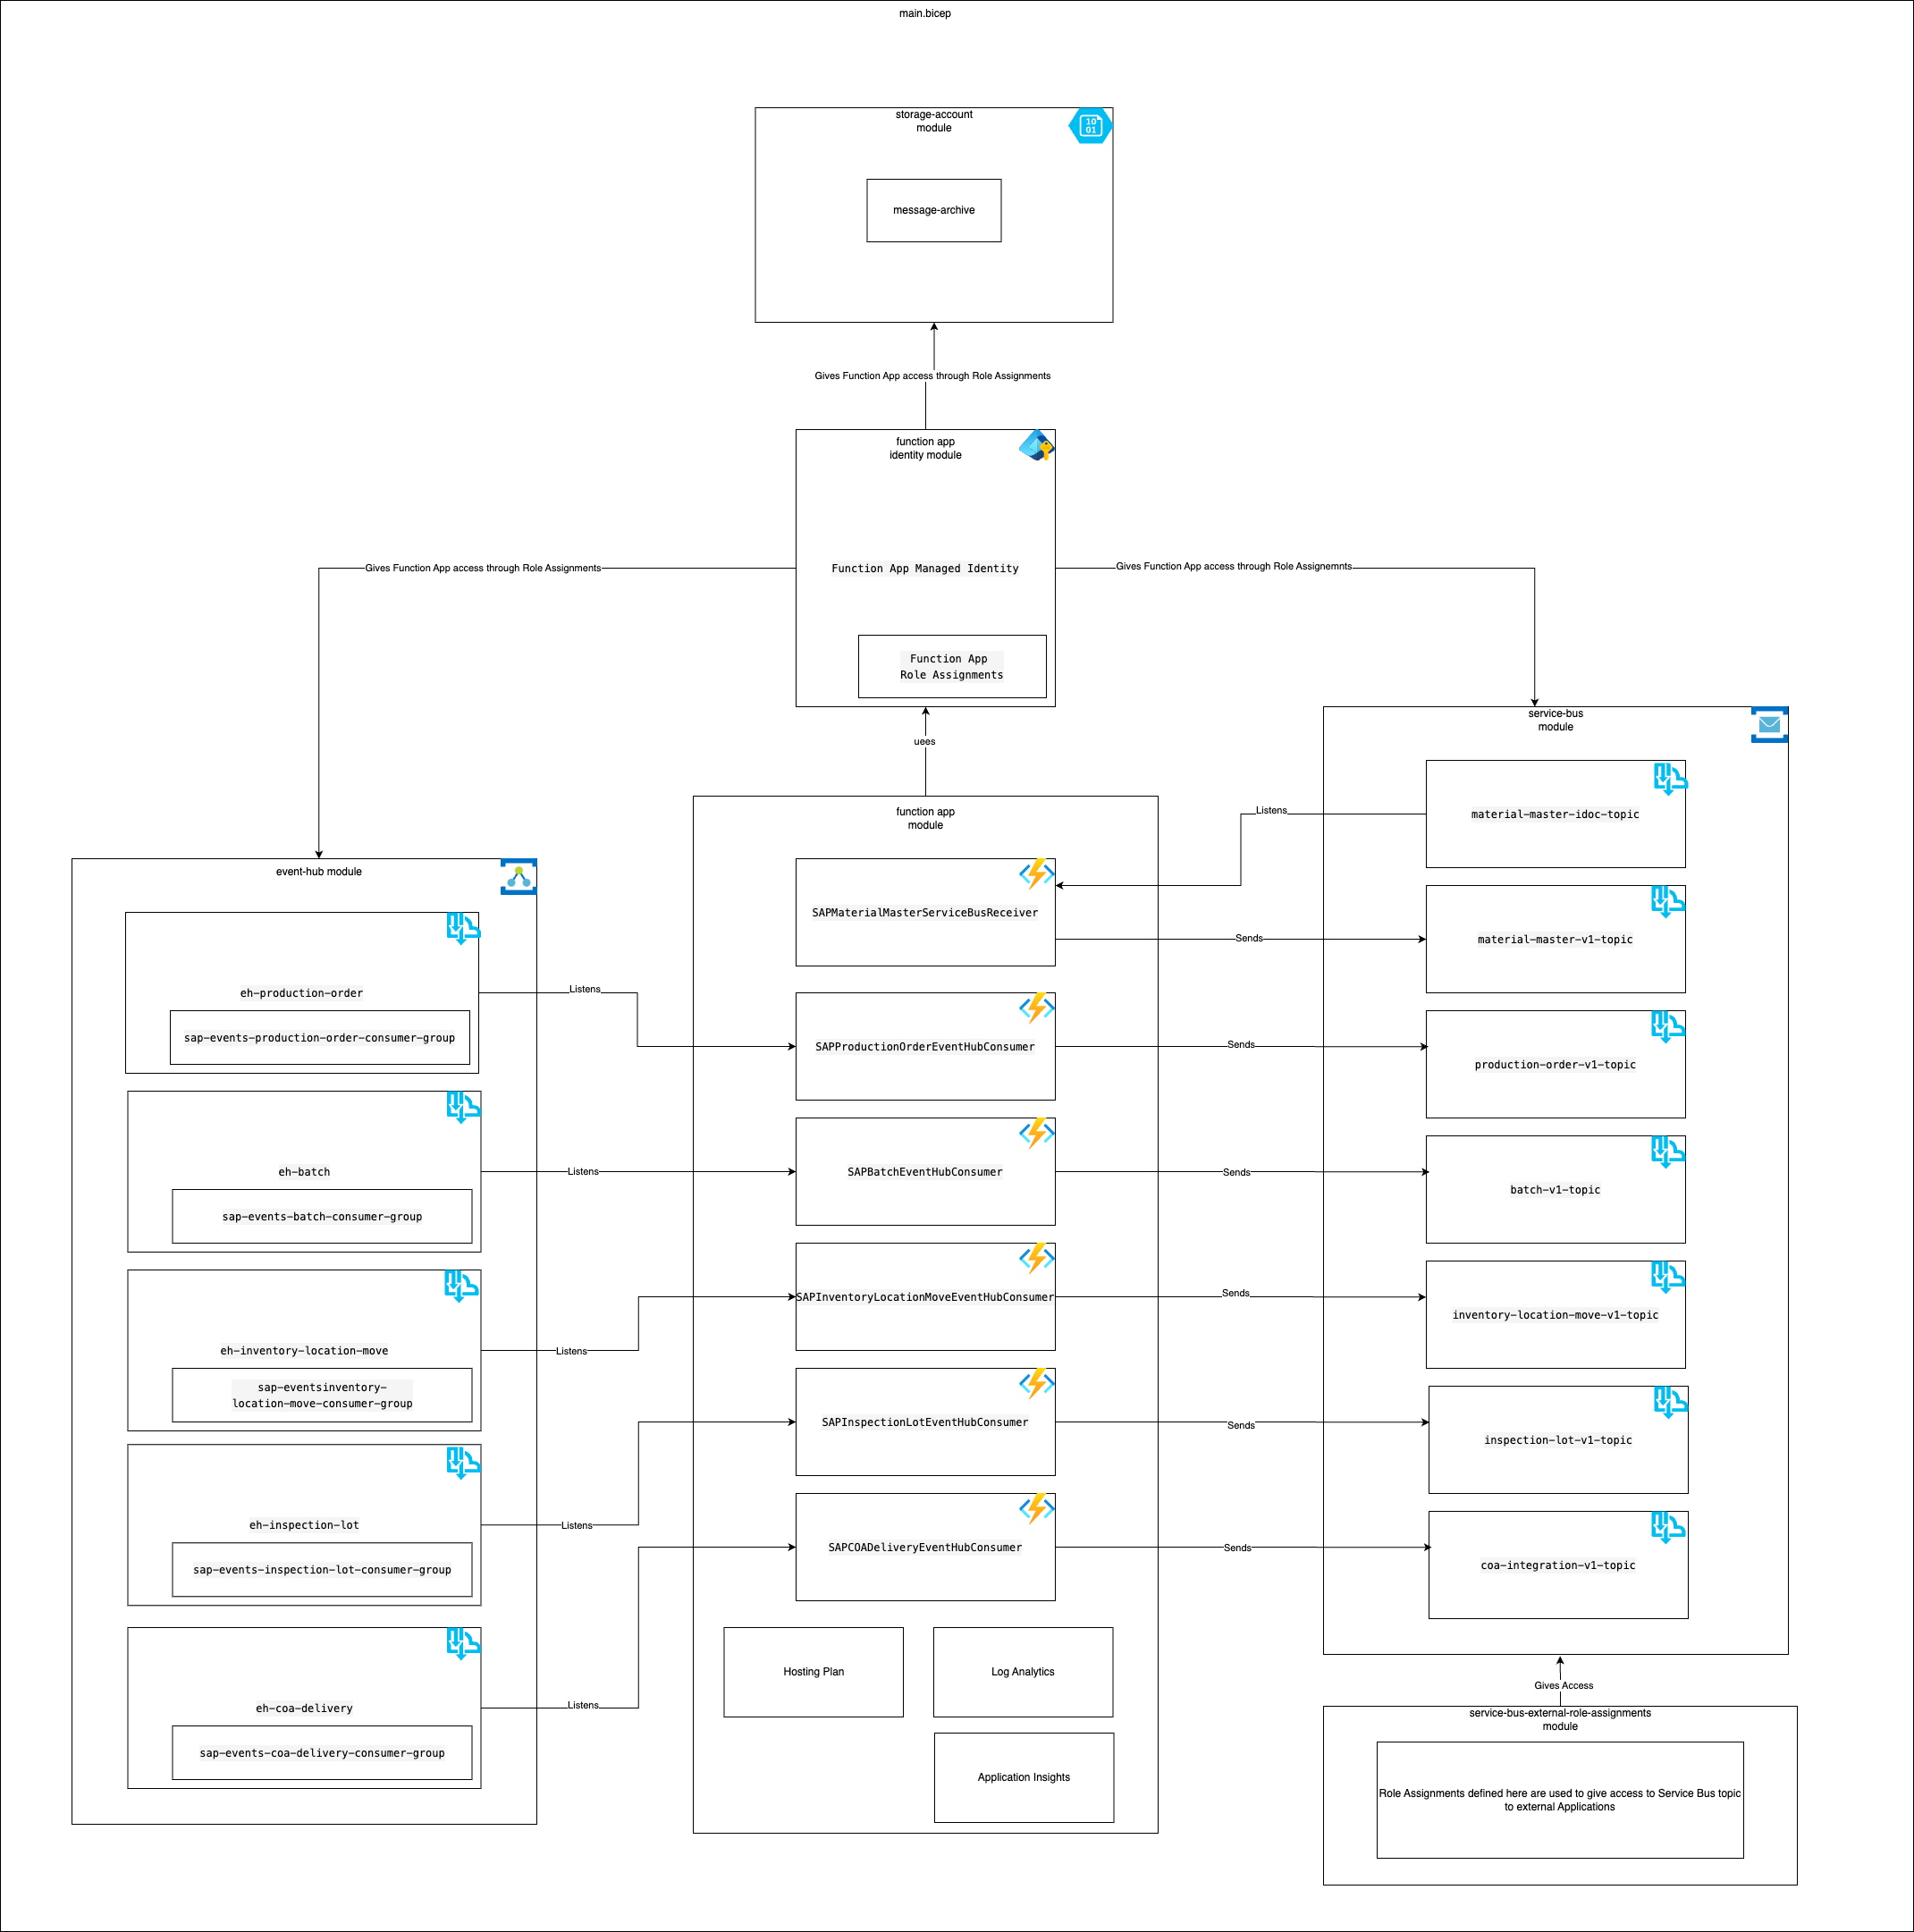 main.bicep
storage-account
module
message-archive
Gives Function App access through Role Assignments
function app
identity module
Function App Managed Identity
Function App
Role Assignments
Gives Function App access through Role Assignments
Gives Function App access through Role Assignemnts
uees
event-hub module
eh-production-order
sap-events-production-order-consumer-group
eh-batch
sap-events-batch-consumer-group
eh-inventory-location-move
sap-eventsinventory-
location-move-consumer-group
eh-inspection-lot
sap-events-inspection-lot-consumer-group
eh-coa-delivery
sap-events-coa-delivery-consumer-group
Listens
Listens
Listens
Listens
Listens
function app
module
SAPMaterialMasterServiceBusReceiver
SAPProductionOrderEventHubConsumer
SAPBatchEventHubConsumer
SAPInventoryLocationMoveEventHubConsumer
SAPInspectionLotEventHubConsumer
SAPCOADeliveryEventHubConsumer
Hosting Plan
Log Analytics
Application Insights
Listens
Sends
Sends
Sends
Sends
Sends
Sends
service-bus
module
material-master-idoc-topic
material-master-v1-topic
production-order-v1-topic
batch-v1-topic
inventory-location-move-v1-topic
inspection-lot-v1-topic
coa-integration-v1-topic
Gives Access
service-bus-external-role-assignments
module
Role Assignments defined here are used to give access to Service Bus topic
to external Applications
10
01